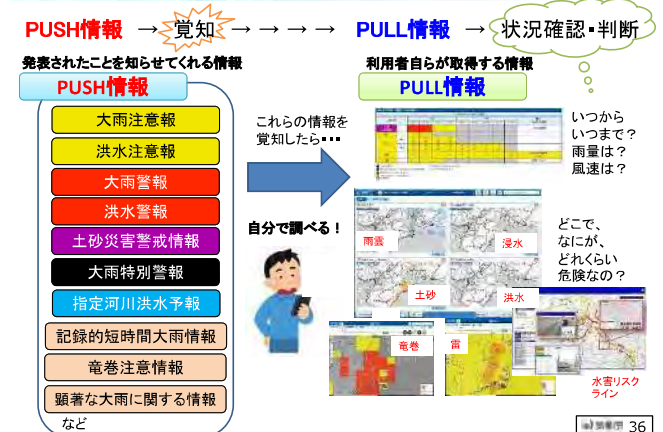 PUSH情報 → 覚知 → → → → PULL情報 → 状況確認・判断
発表されたことを知らせてくれる情報
利用者自らが取得する情報
PUSH情報
PULL情報
大雨注意報
洪水注意報
大雨警報
洪水警報
土砂災害警戒情報
大雨特別警報
指定河川洪水予報
記録的短時間大雨情報
竜巻注意情報
顕著な大雨に関する情報
など
これらの情報を
覚知したら・・・
自分で調べる！
いつから
いつまで？
雨量は？
風速は？
雨雲
浸水
土砂
洪水
竜巻
雷
どこで、
なにが、
どれくらい
危険なの？
水害リスク
ライン
気象庁 36